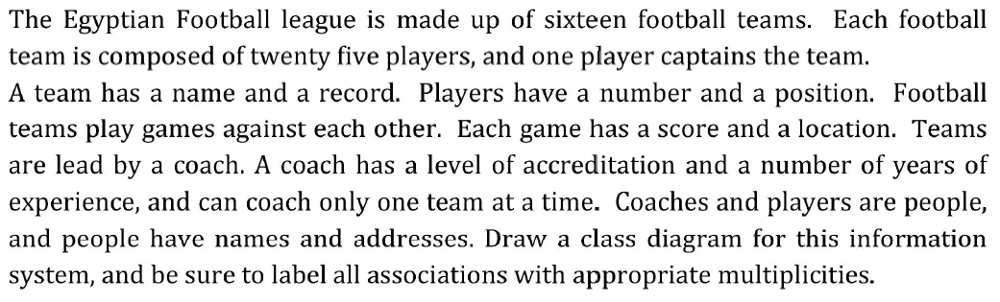 The Egyptian Football league is made up of sixteen football teams.  Each football
team is composed of twenty five players, and one player captains the team.
A team has a name and a record.  Players have a number and a position.  Football
teams play games against each other.  Each game has a score and a location.  Teams
are lead by a coach. A coach has a level of accreditation and a number of years of
experience, and can coach only one team at a time.  Coaches and players are people,
and people have names and addresses. Draw a class diagram for this information
system, and be sure to label all associations with appropriate multiplicities.